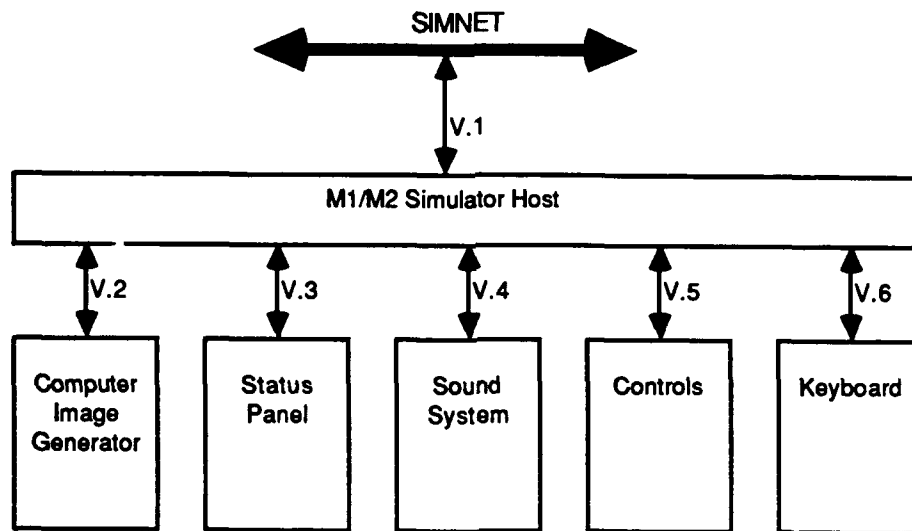 SIMNET
V.1
M1/M2 Simulator Host
V.2
V.3
V.4
V.5
V.6
Computer
Image
Generator
Status
Panel
Sound
System
Controls
Keyboard